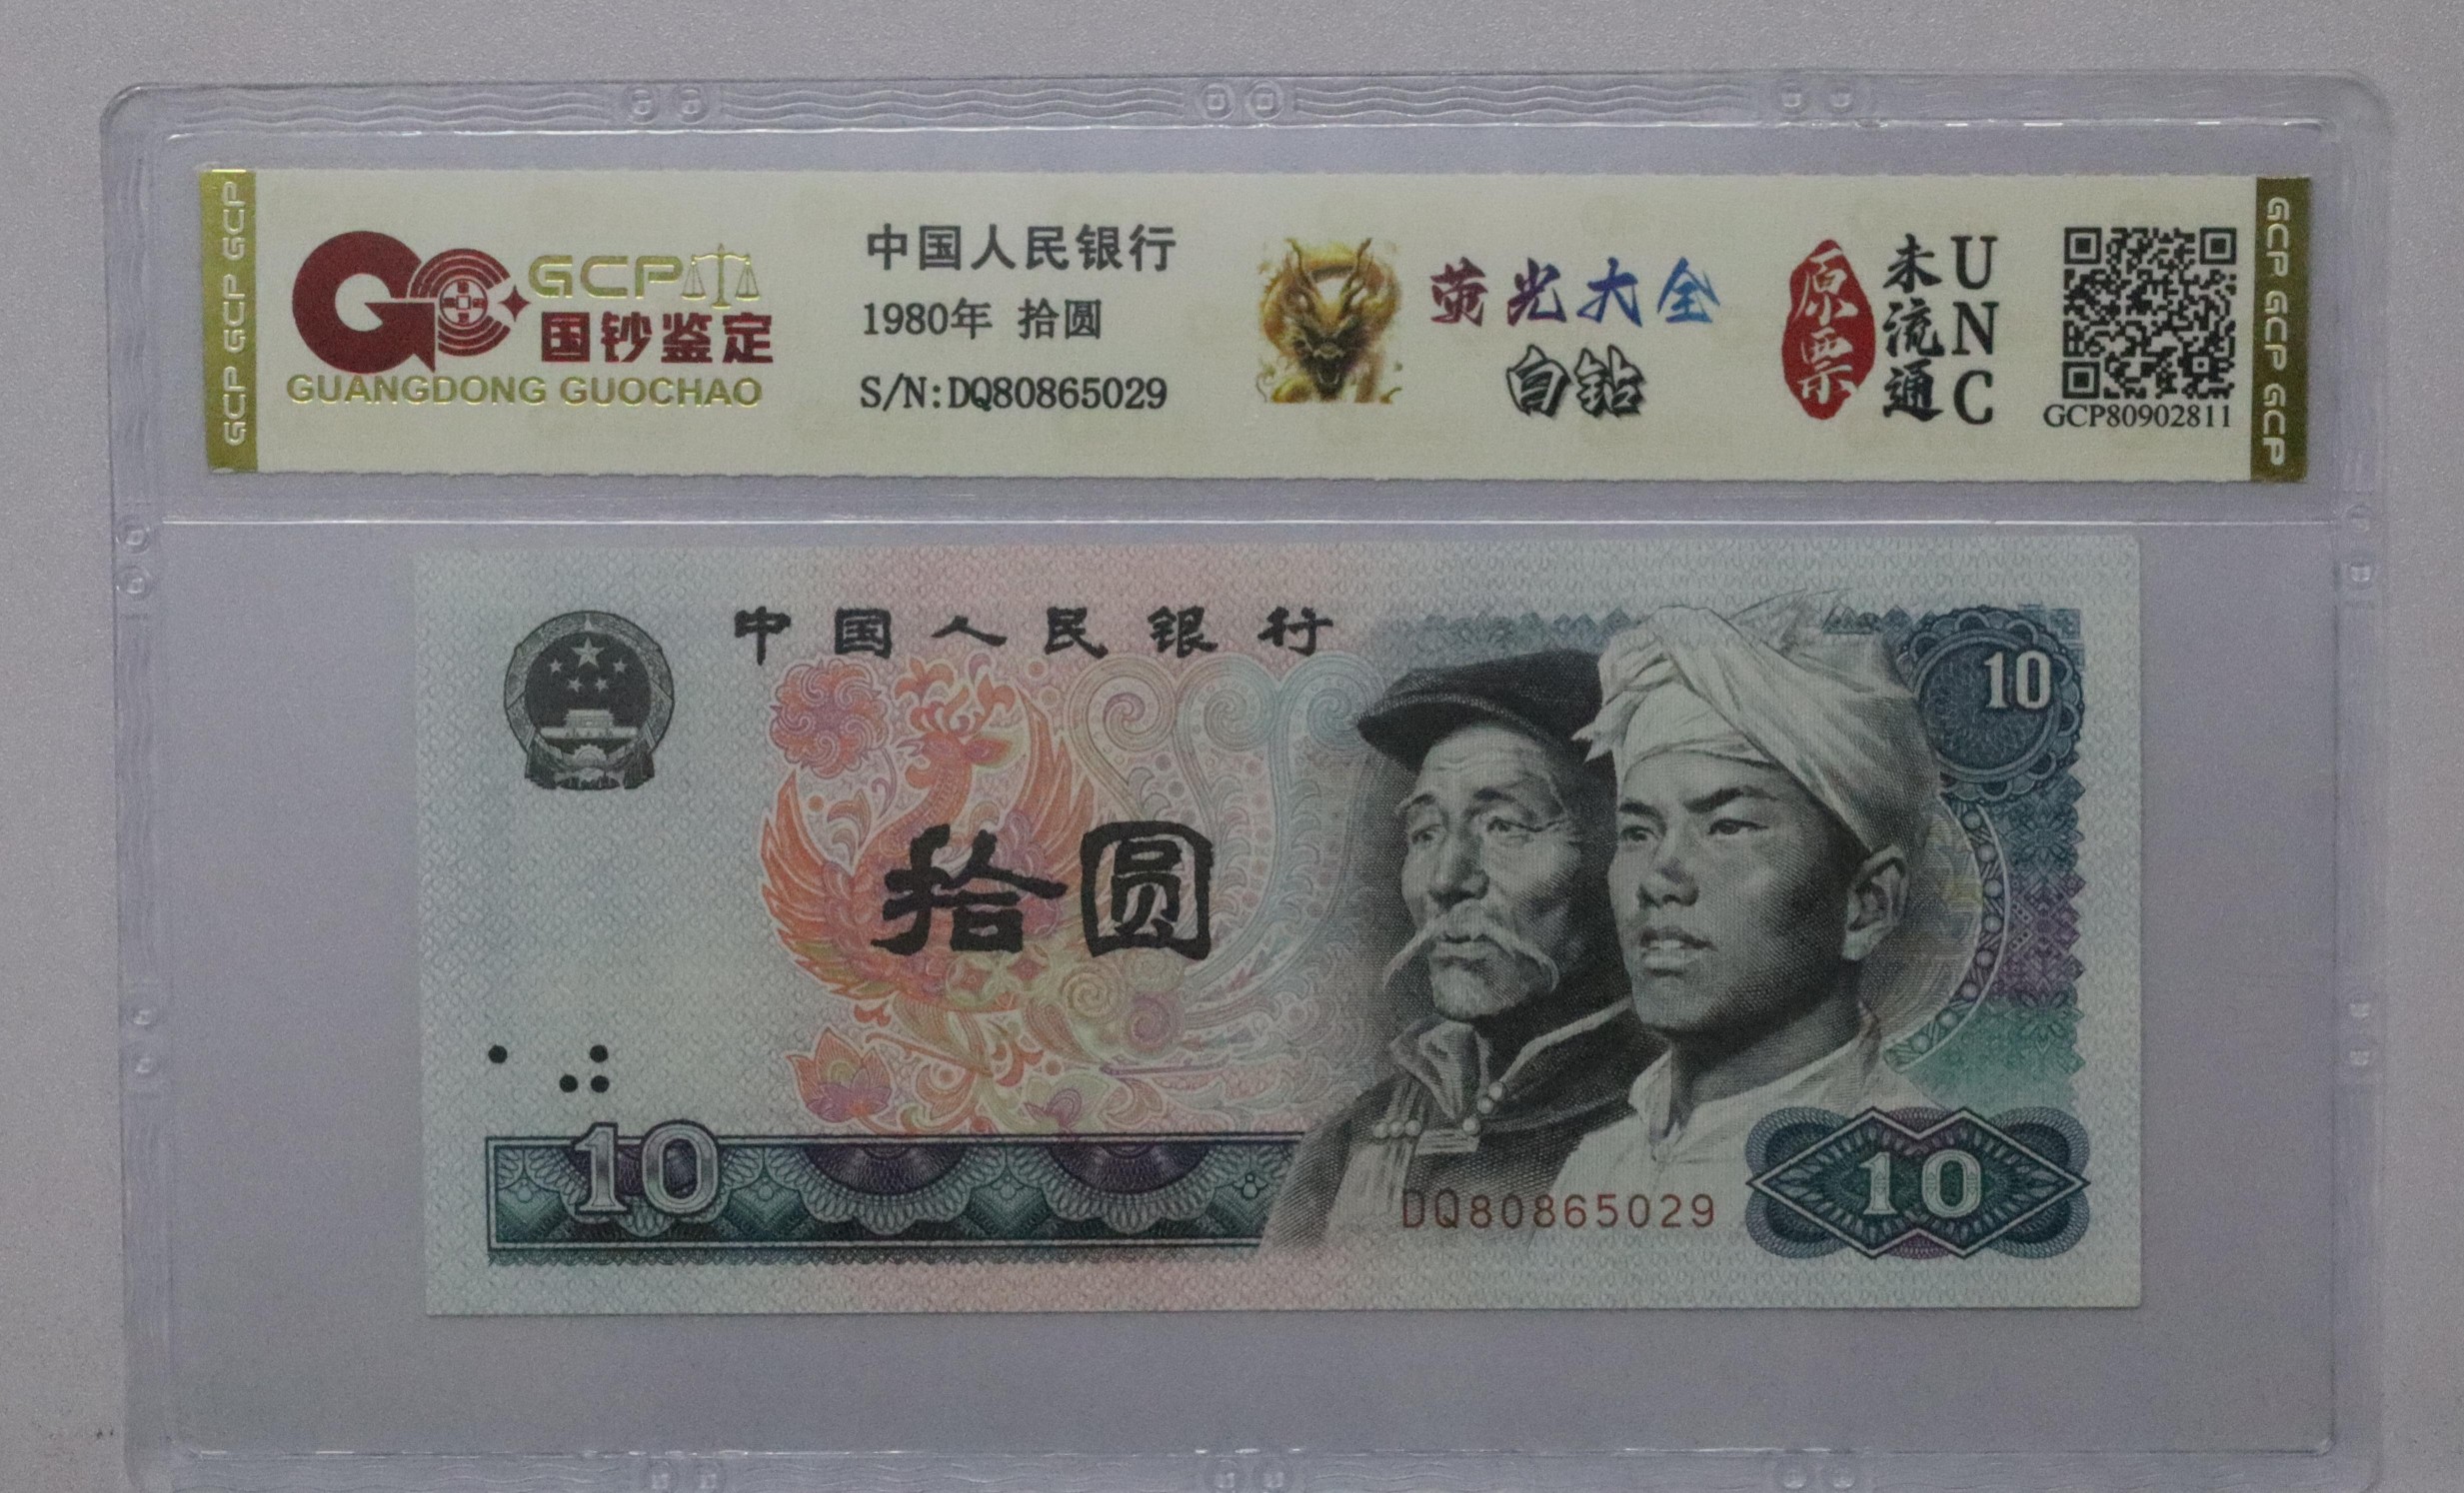 GCP GCP GCP
GCP
国钞鉴定
GUANGDONG GUOCHAO
中国人民银行
1980年 拾圆
S/N:DQ80865029
荧光大全
白钻
原票
未流通
UNC
GCP80902811
GCP GCP GCP
中国人民银行
10
拾圆
10
DQ80865029
10